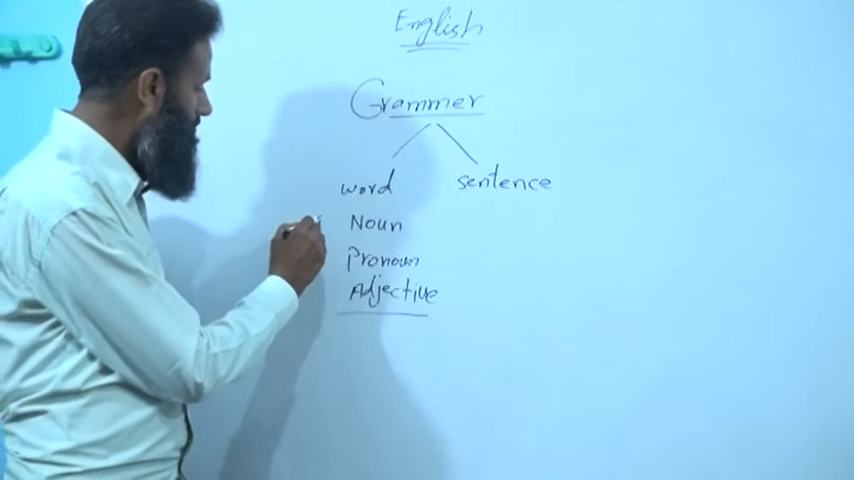 English
Grammer
word sentence
Noun
Pronoun
Adjective